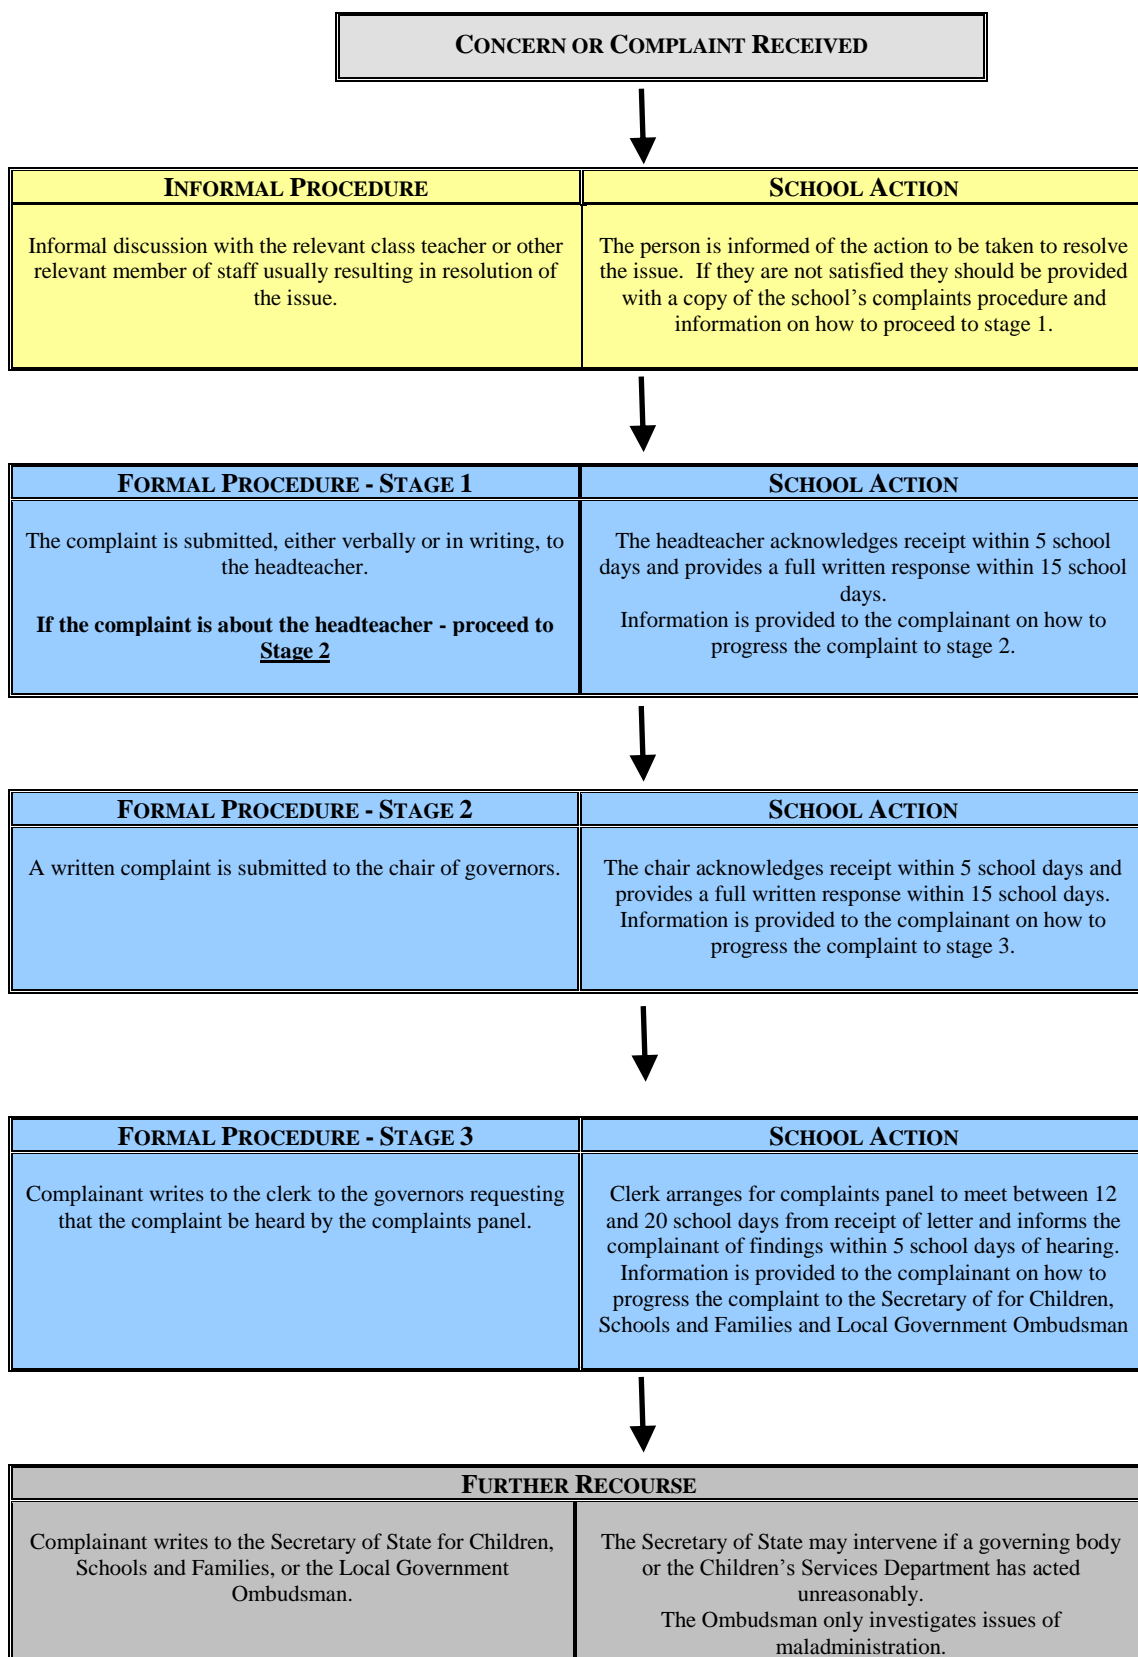 CONCERN OR COMPLAINT RECEIVED
INFORMAL PROCEDURE
Informal discussion with the relevant class teacher or other
relevant member of staff usually resulting in resolution of
the issue.
SCHOOL ACTION
The person is informed of the action to be taken to resolve
the issue. If they are not satisfied they should be provided
with a copy of the school's complaints procedure and
information on how to proceed to stage 1.
FORMAL PROCEDURE - STAGE 1
The complaint is submitted, either verbally or in writing, to
the headteacher.
If the complaint is about the headteacher - proceed to
Stage 2
SCHOOL ACTION
The headteacher acknowledges receipt within 5 school
days and provides a full written response within 15 school
days.
Information is provided to the complainant on how to
progress the complaint to stage 2.
FORMAL PROCEDURE - STAGE 2
A written complaint is submitted to the chair of governors.
SCHOOL ACTION
The chair acknowledges receipt within 5 school days and
provides a full written response within 15 school days.
Information is provided to the complainant on how to
progress the complaint to stage 3.
FORMAL PROCEDURE - STAGE 3
Complainant writes to the clerk to the governors requesting
that the complaint be heard by the complaints panel.
SCHOOL ACTION
Clerk arranges for complaints panel to meet between 12
and 20 school days from receipt of letter and informs the
complainant of findings within 5 school days of hearing.
Information is provided to the complainant on how to
progress the complaint to the Secretary of for Children,
Schools and Families and Local Government Ombudsman
FURTHER RECOURSE
Complainant writes to the Secretary of State for Children,
Schools and Families, or the Local Government
Ombudsman.
The Secretary of State may intervene if a governing body
or the Children's Services Department has acted
unreasonably.
The Ombudsman only investigates issues of
maladministration.